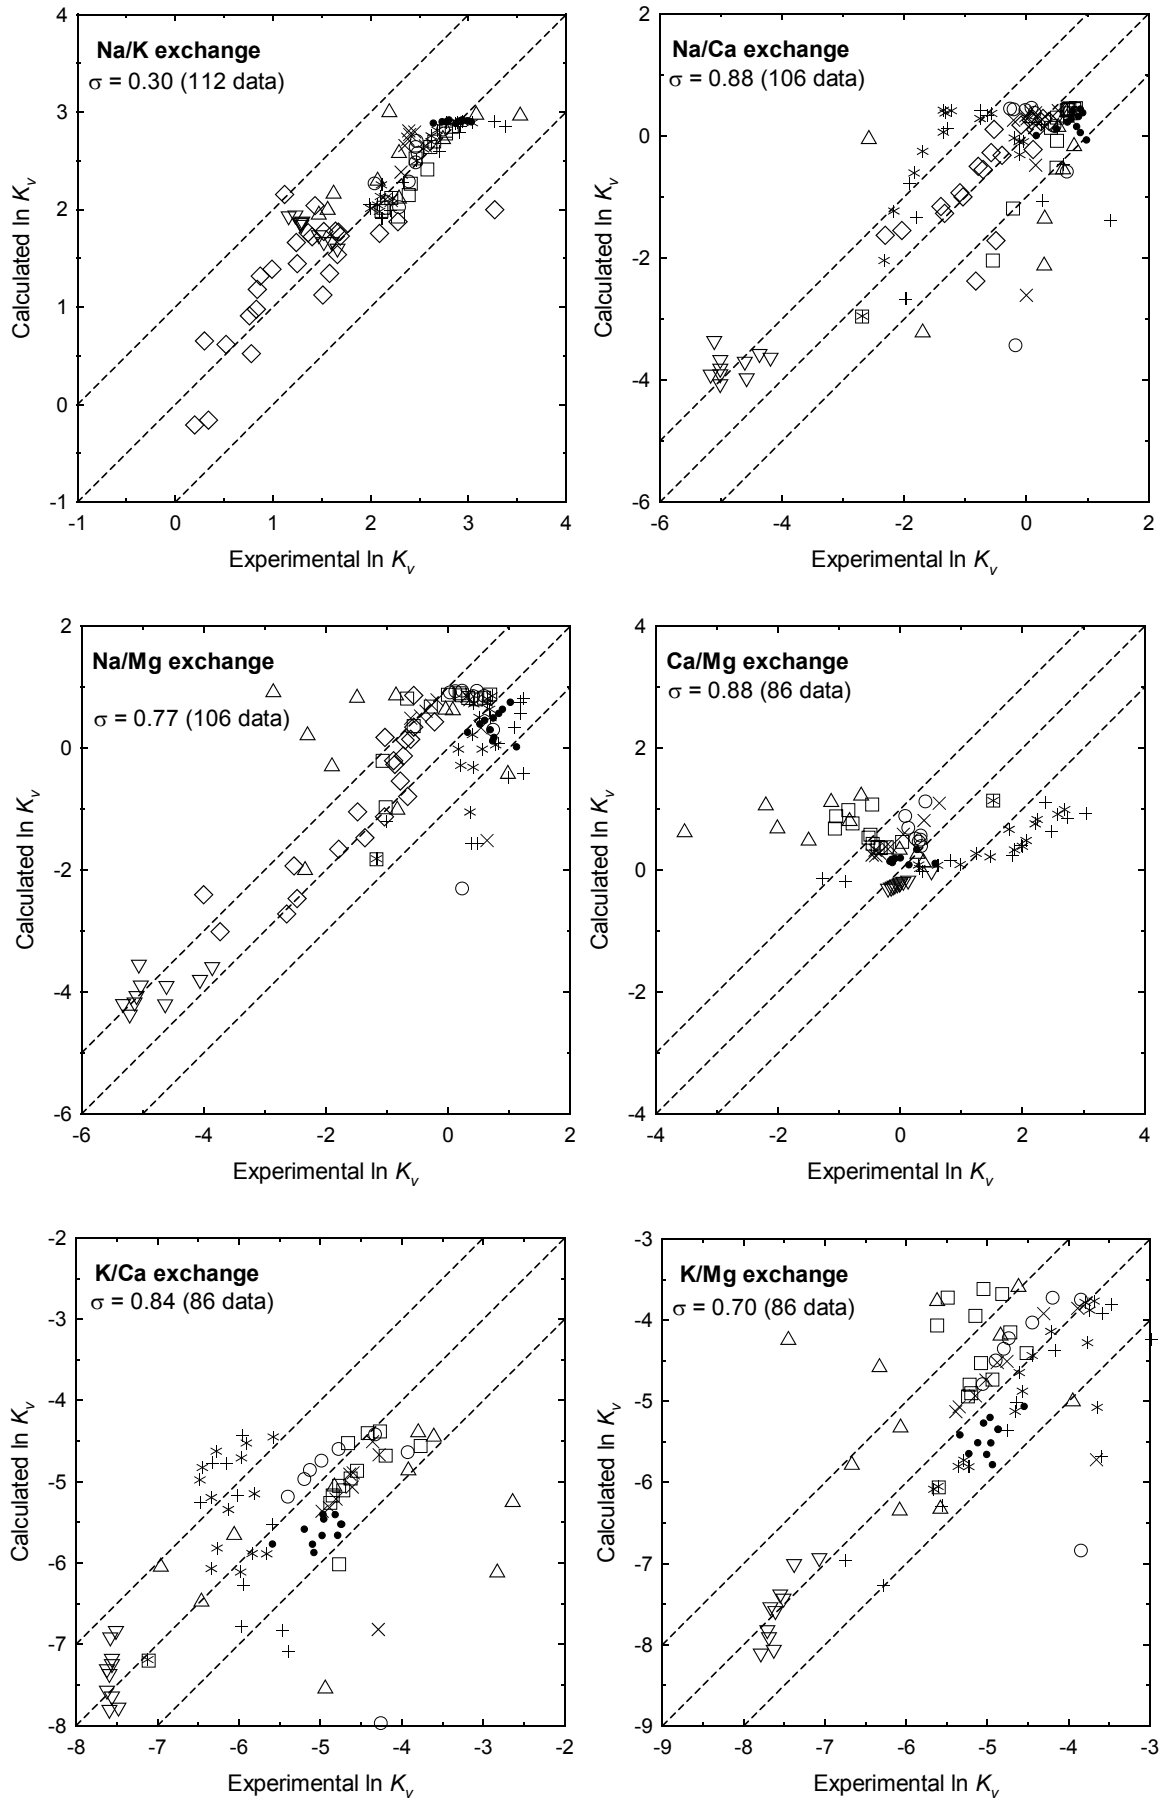 4
3
2
1
0
-1
-1
0
1
2
3
4
Na/K exchange
σ = 0.30 (112 data)
Calculated ln Kv
Experimental ln Kv
2
0
-2
-4
-6
-6
-4
-2
0
2
Na/Ca exchange
σ = 0.88 (106 data)
Calculated ln Kv
Experimental ln Kv
2
0
-2
-4
-6
-6
-4
-2
0
2
Na/Mg exchange
σ = 0.77 (106 data)
Calculated ln Kv
Experimental ln Kv
4
2
0
-2
-4
-4
-2
0
2
4
Ca/Mg exchange
σ = 0.88 (86 data)
Calculated ln Kv
Experimental ln Kv
-2
-3
-4
-5
-6
-7
-8
-8
-7
-6
-5
-4
-3
-2
K/Ca exchange
σ = 0.84 (86 data)
Calculated ln Kv
Experimental ln Kv
-3
-4
-5
-6
-7
-8
-9
-9
-8
-7
-6
-5
-4
-3
K/Mg exchange
σ = 0.70 (86 data)
Calculated ln Kv
Experimental ln Kv